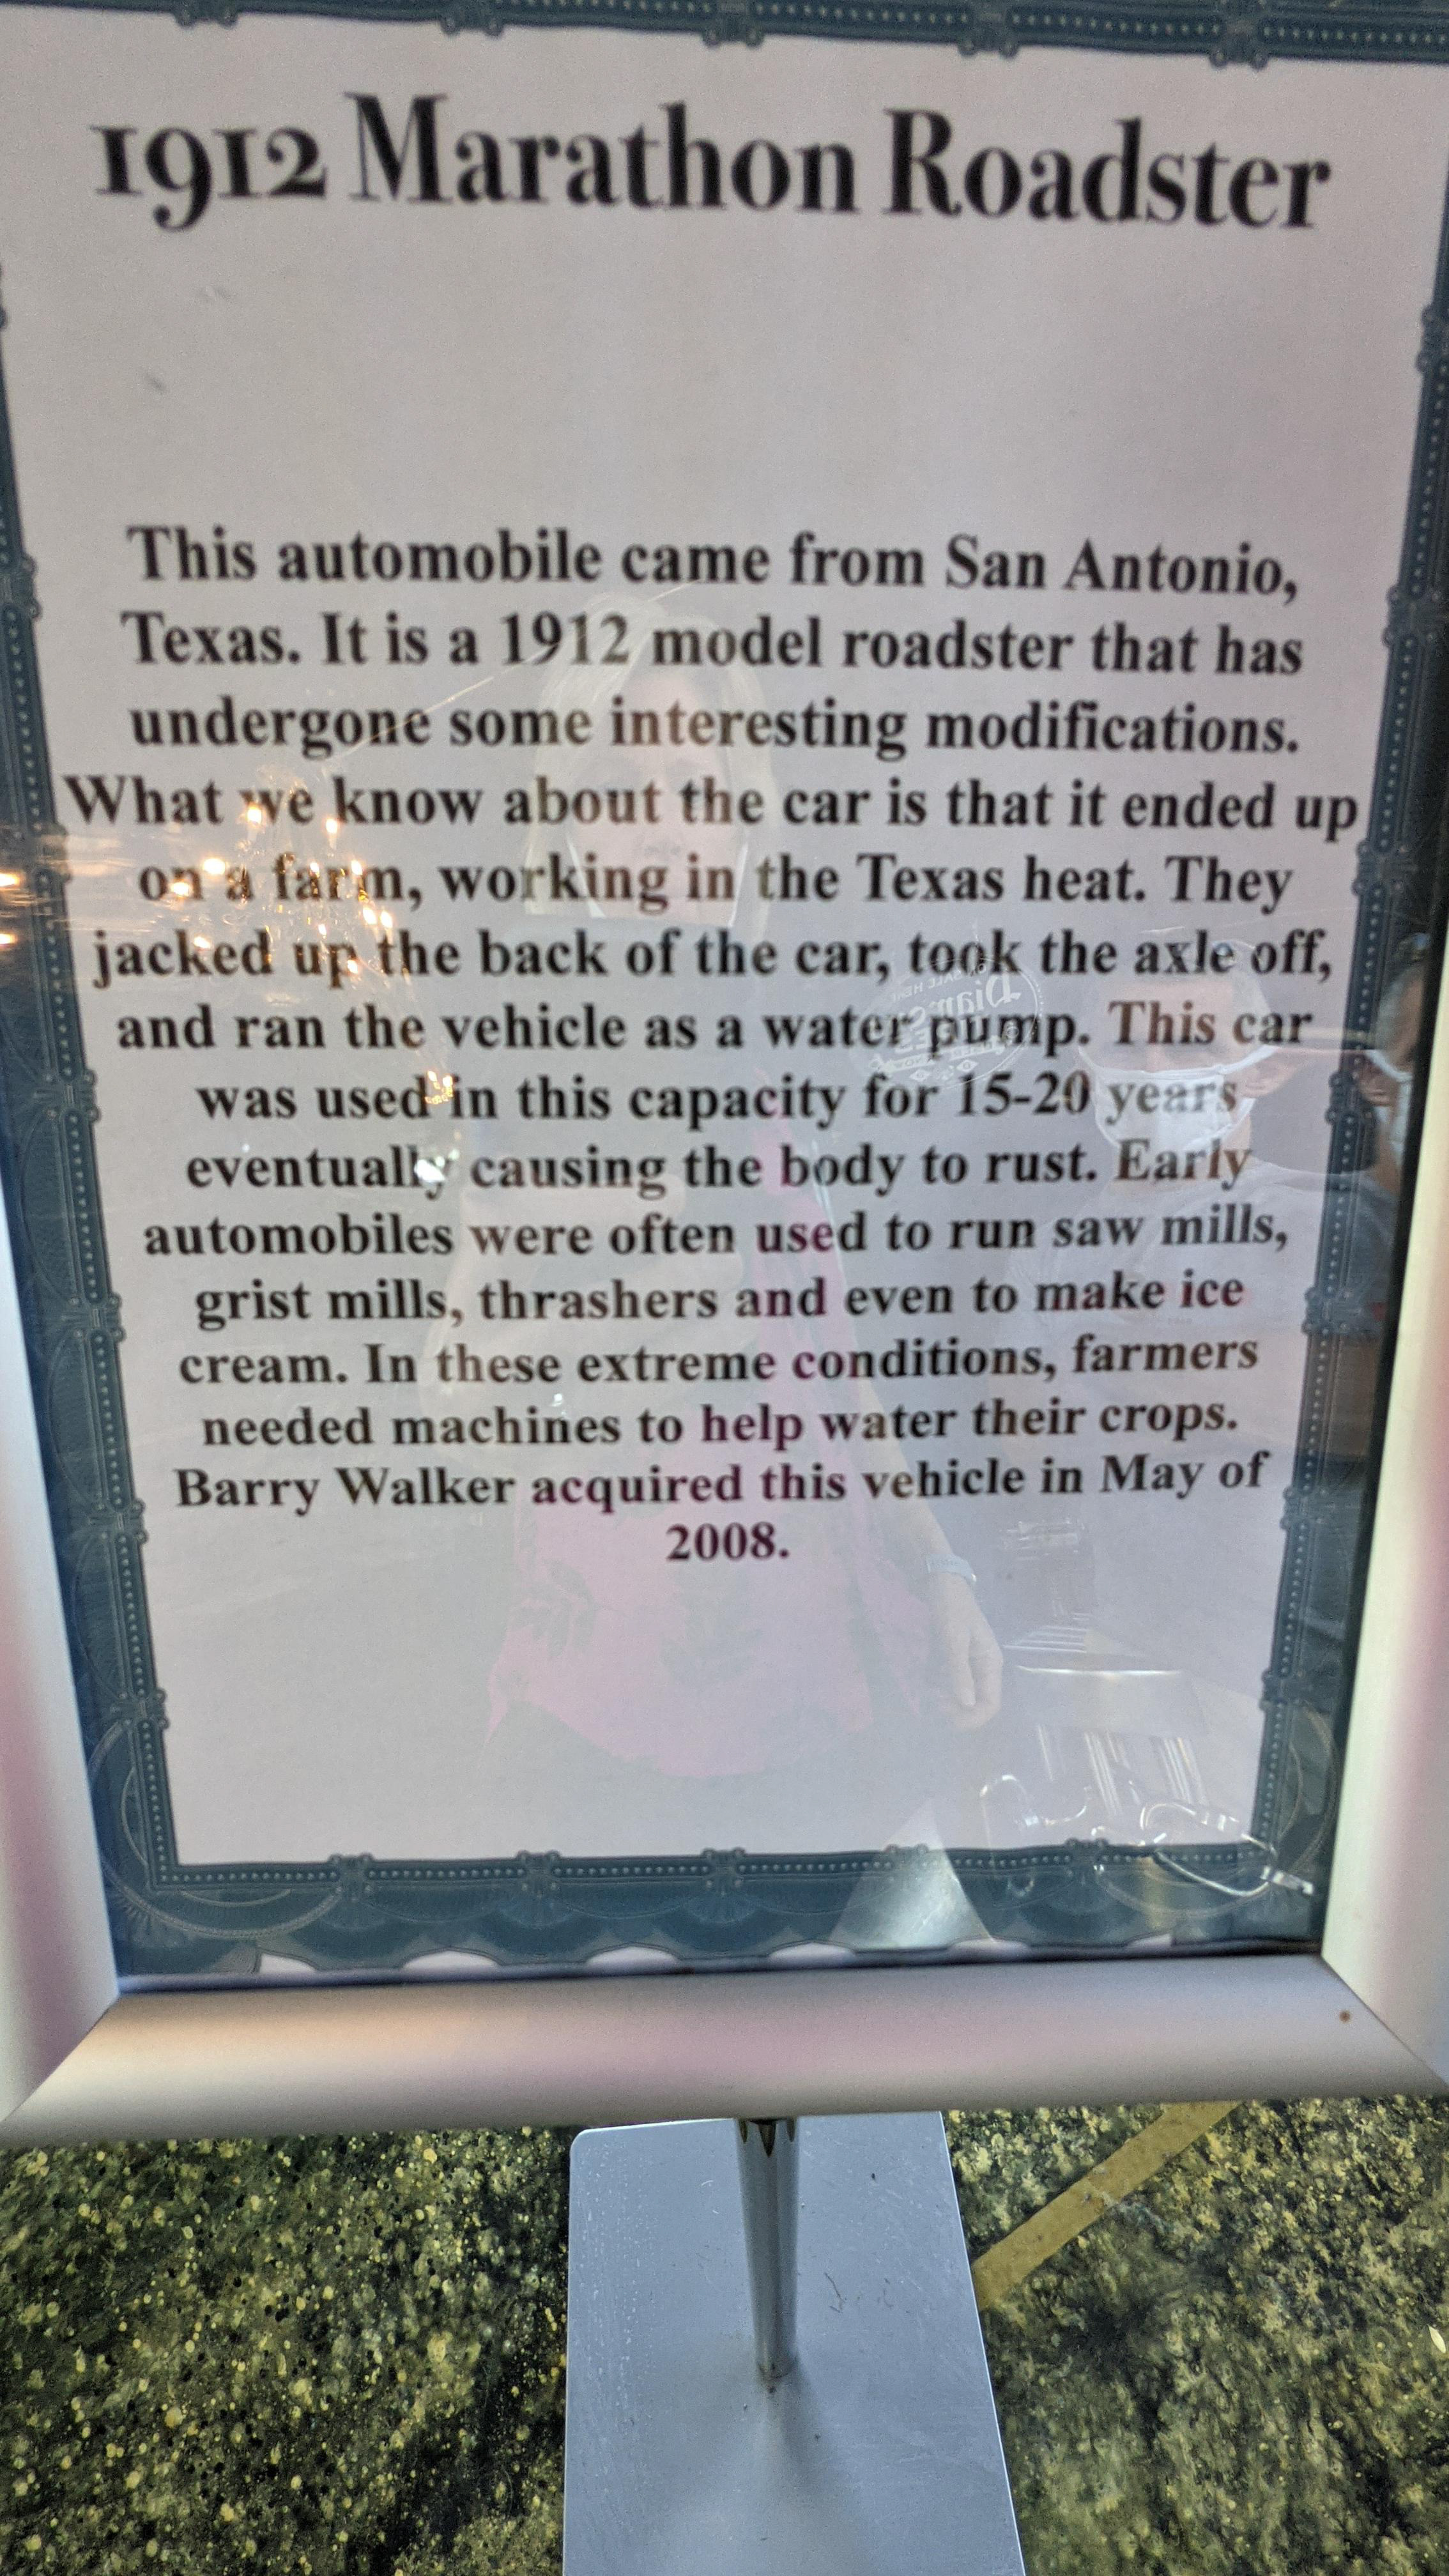 1912 Marathon Roadster
This automobile came from San Antonio,
Texas. It is a 1912 model roadster that has
undergone some interesting modifications.
What we know about the car is that it ended up
on a farm, working in the Texas heat. They
jacked up the back of the car, took the axle off,
and ran the vehicle as a water pump. This car
was used in this capacity for 15-20 years
eventually causing the body to rust. Early
automobiles were often used to run saw mills,
grist mills, thrashers and even to make ice
cream. In these extreme conditions, farmers
needed machines to help water their crops.
Barry Walker acquired this vehicle in May of
2008.